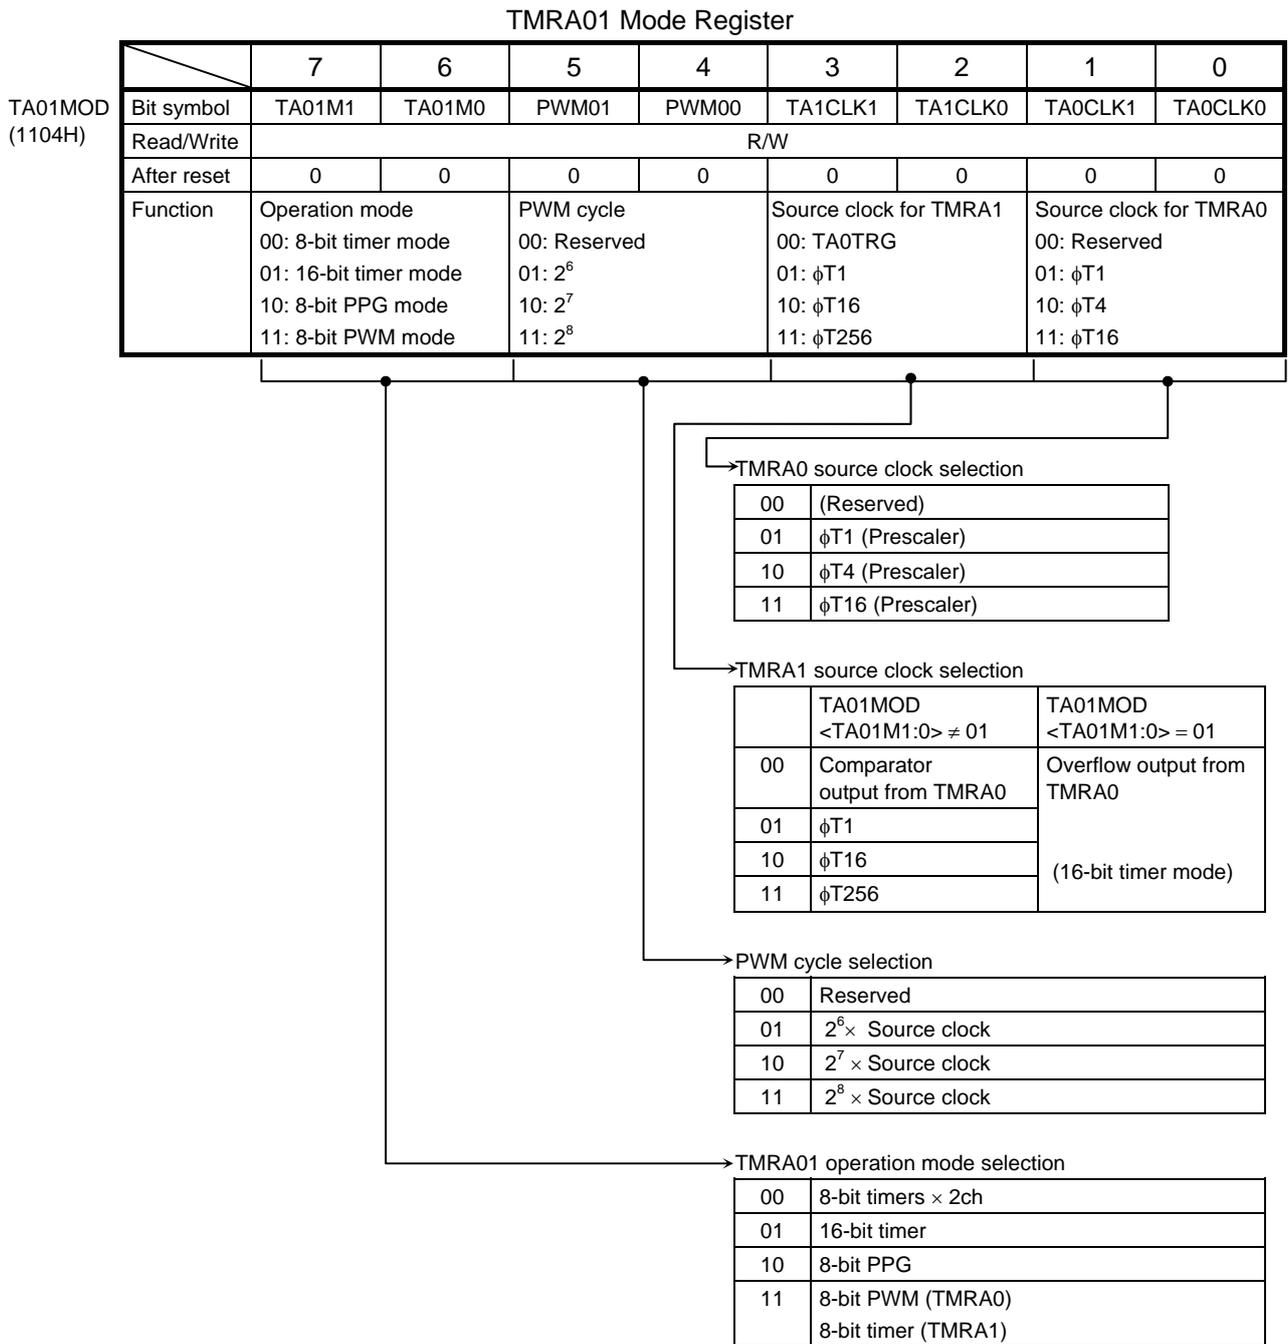 TMRA01 Mode Register
7 6 5 4 3 2 1 0
TA01MOD
(1104H)
Bit symbol TA01M1 TA01M0 PWM01 PWM00 TA1CLK1 TA1CLK0 TA0CLK1 TA0CLK0
Read/Write R/W
After reset 0 0 0 0 0 0 0 0
Function Operation mode PWM cycle Source clock for TMRA1 Source clock for TMRA0
00: 8-bit timer mode 00: Reserved 00: TA0TRG 00: Reserved
01: 16-bit timer mode 01: 2⁶ 01: ϕT1 01: ϕT1
10: 8-bit PPG mode 10: 2⁷ 10: ϕT16 10: ϕT4
11: 8-bit PWM mode 11: 2⁸ 11: ϕT256 11: ϕT16
TMRA0 source clock selection
00 (Reserved)
01 ϕT1 (Prescaler)
10 ϕT4 (Prescaler)
11 ϕT16 (Prescaler)
TMRA1 source clock selection
TA01MOD TA01MOD
<TA01M1:0> ≠ 01 <TA01M1:0> = 01
00 Comparator Overflow output from
output from TMRA0 TMRA0
01 ϕT1
10 ϕT16 (16-bit timer mode)
11 ϕT256
PWM cycle selection
00 Reserved
01 2⁶× Source clock
10 2⁷ × Source clock
11 2⁸ × Source clock
TMRA01 operation mode selection
00 8-bit timers × 2ch
01 16-bit timer
10 8-bit PPG
11 8-bit PWM (TMRA0)
8-bit timer (TMRA1)